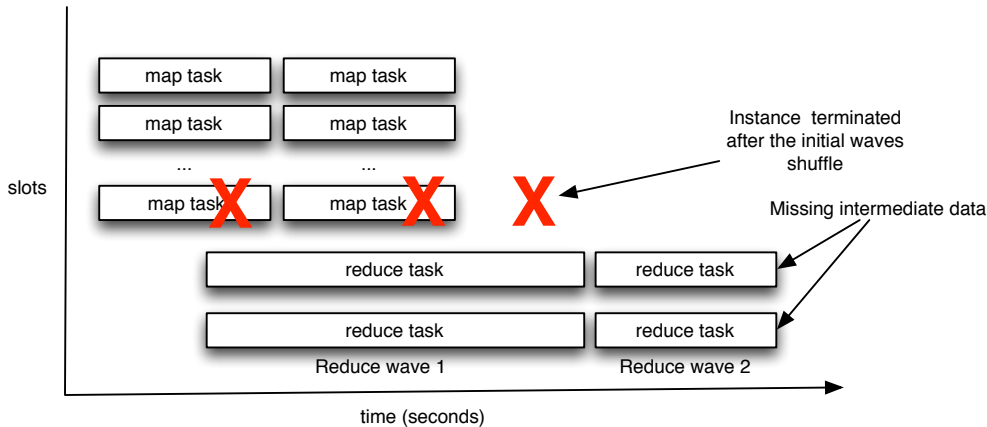 map task
map task
map task
map task
...
...
map task
map task
X
X
X
Instance  terminated
after the initial waves
shuffle
slots
Missing intermediate data
reduce task
reduce task
reduce task
reduce task
Reduce wave 1
Reduce wave 2
time (seconds)